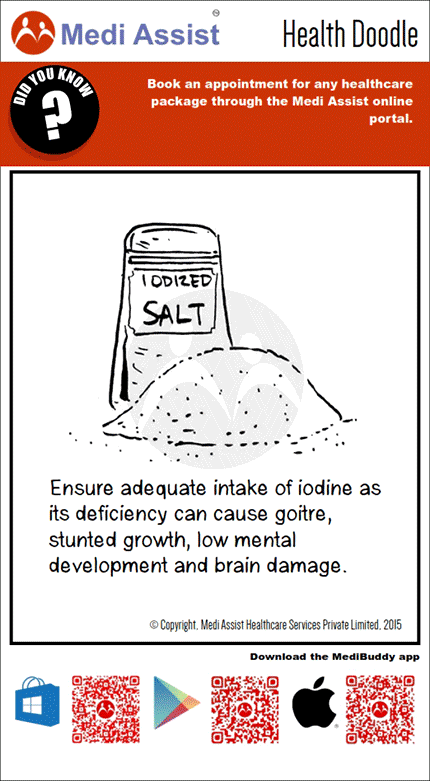 Medi Assist
Health Doodle
DID YOU KNOW
?
Book an appointment for any healthcare
package through the Medi Assist online
portal.
IODIZED
SALT
Ensure adequate intake of iodine as
its deficiency can cause goitre,
stunted growth, low mental
development and brain damage.
© Copyright, Medi Assist Healthcare Services Private Limited, 2015
Download the MediBuddy app